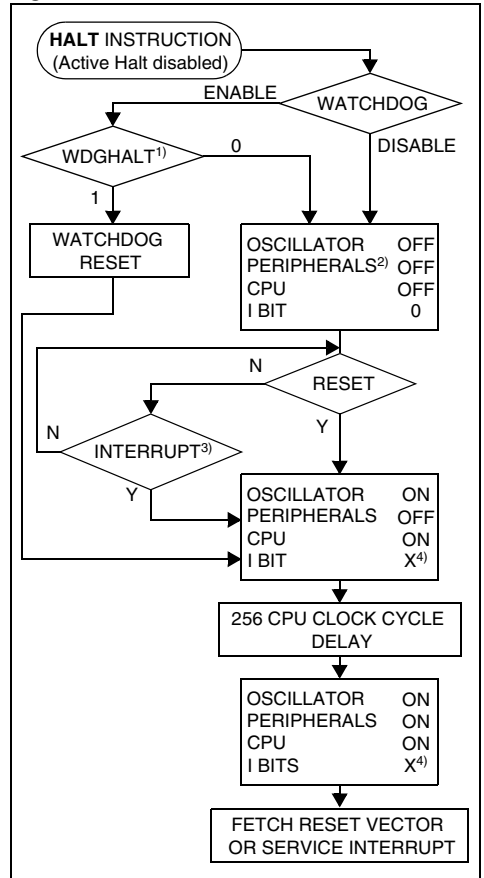 HALT INSTRUCTION
(Active Halt disabled)
ENABLE
WATCHDOG
DISABLE
WDGHALT1)
0
1
WATCHDOG
RESET
OSCILLATOR OFF
PERIPHERALS2) OFF
CPU OFF
I BIT 0
N
RESET
Y
N
INTERRUPT3)
Y
OSCILLATOR ON
PERIPHERALS OFF
CPU ON
I BIT X4)
256 CPU CLOCK CYCLE
DELAY
OSCILLATOR ON
PERIPHERALS ON
CPU ON
I BITS X4)
FETCH RESET VECTOR
OR SERVICE INTERRUPT